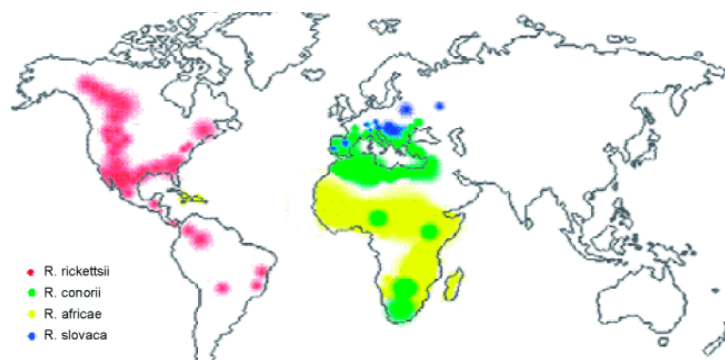 R. rickettsii
R. conorii
R. africae
R. slovaca